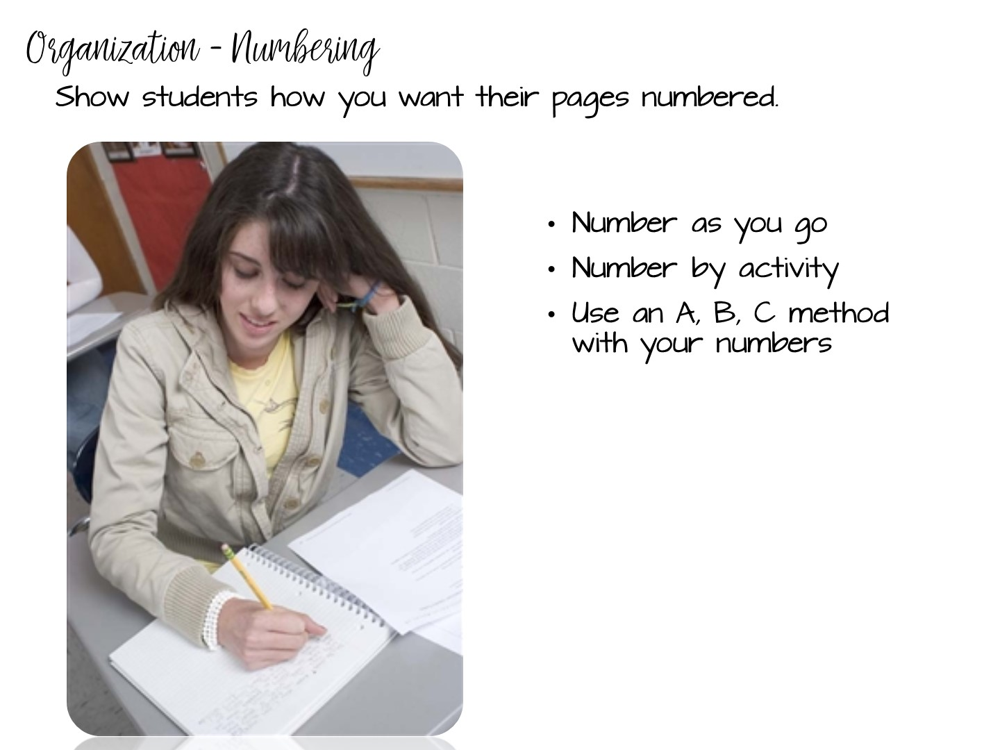 Organization - Numbering
Show students how you want their pages numbered.
• Number as you go
• Number by activity
• Use an A, B, C method
with your numbers